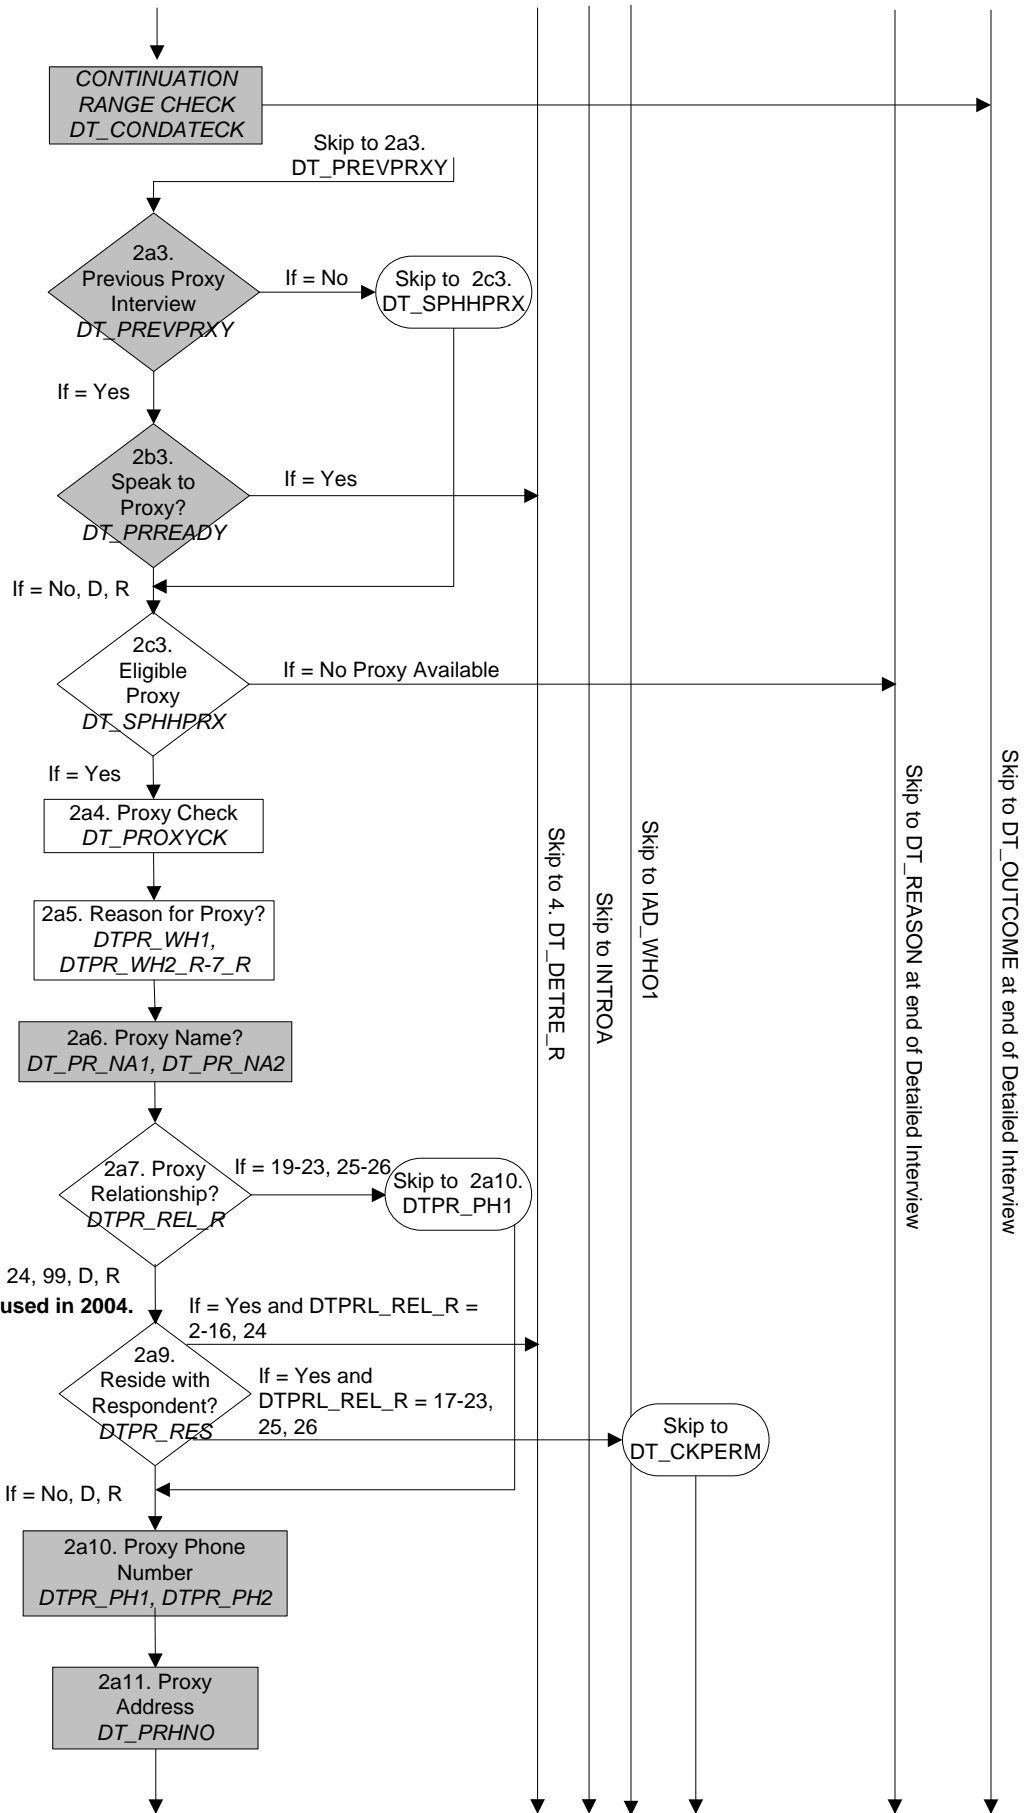 CONTINUATION
RANGE CHECK
DT_CONDATECK
Skip to 2a3.
DT_PREVPRXY
2a3.
Previous Proxy
Interview
DT_PREVPRXY
If = No
Skip to 2c3.
DT_SPHHPRX
If = Yes
2b3.
Speak to
Proxy?
DT_PRREADY
If = Yes
If = No, D, R
2c3.
Eligible
Proxy
DT_SPHHPRX
If = No Proxy Available
If = Yes
2a4. Proxy Check
DT_PROXYCK
2a5. Reason for Proxy?
DTPR_WH1,
DTPR_WH2_R-7_R
2a6. Proxy Name?
DT_PR_NA1, DT_PR_NA2
2a7. Proxy
Relationship?
DTPR_REL_R
If = 19-23, 25-26
Skip to 2a10.
DTPR_PH1
24, 99, D, R
used in 2004.
If = Yes and DTPRL_REL_R =
2-16, 24
2a9.
Reside with
Respondent?
DTPR_RES
If = Yes and
DTPRL_REL_R = 17-23,
25, 26
Skip to
DT_CKPERM
If = No, D, R
2a10. Proxy Phone
Number
DTPR_PH1, DTPR_PH2
2a11. Proxy
Address
DT_PRHNO
Skip to 4. DT_DETRE_R
Skip to INTROA
Skip to IAD_WHO1
Skip to DT_REASON at end of Detailed Interview
Skip to DT_OUTCOME at end of Detailed Interview